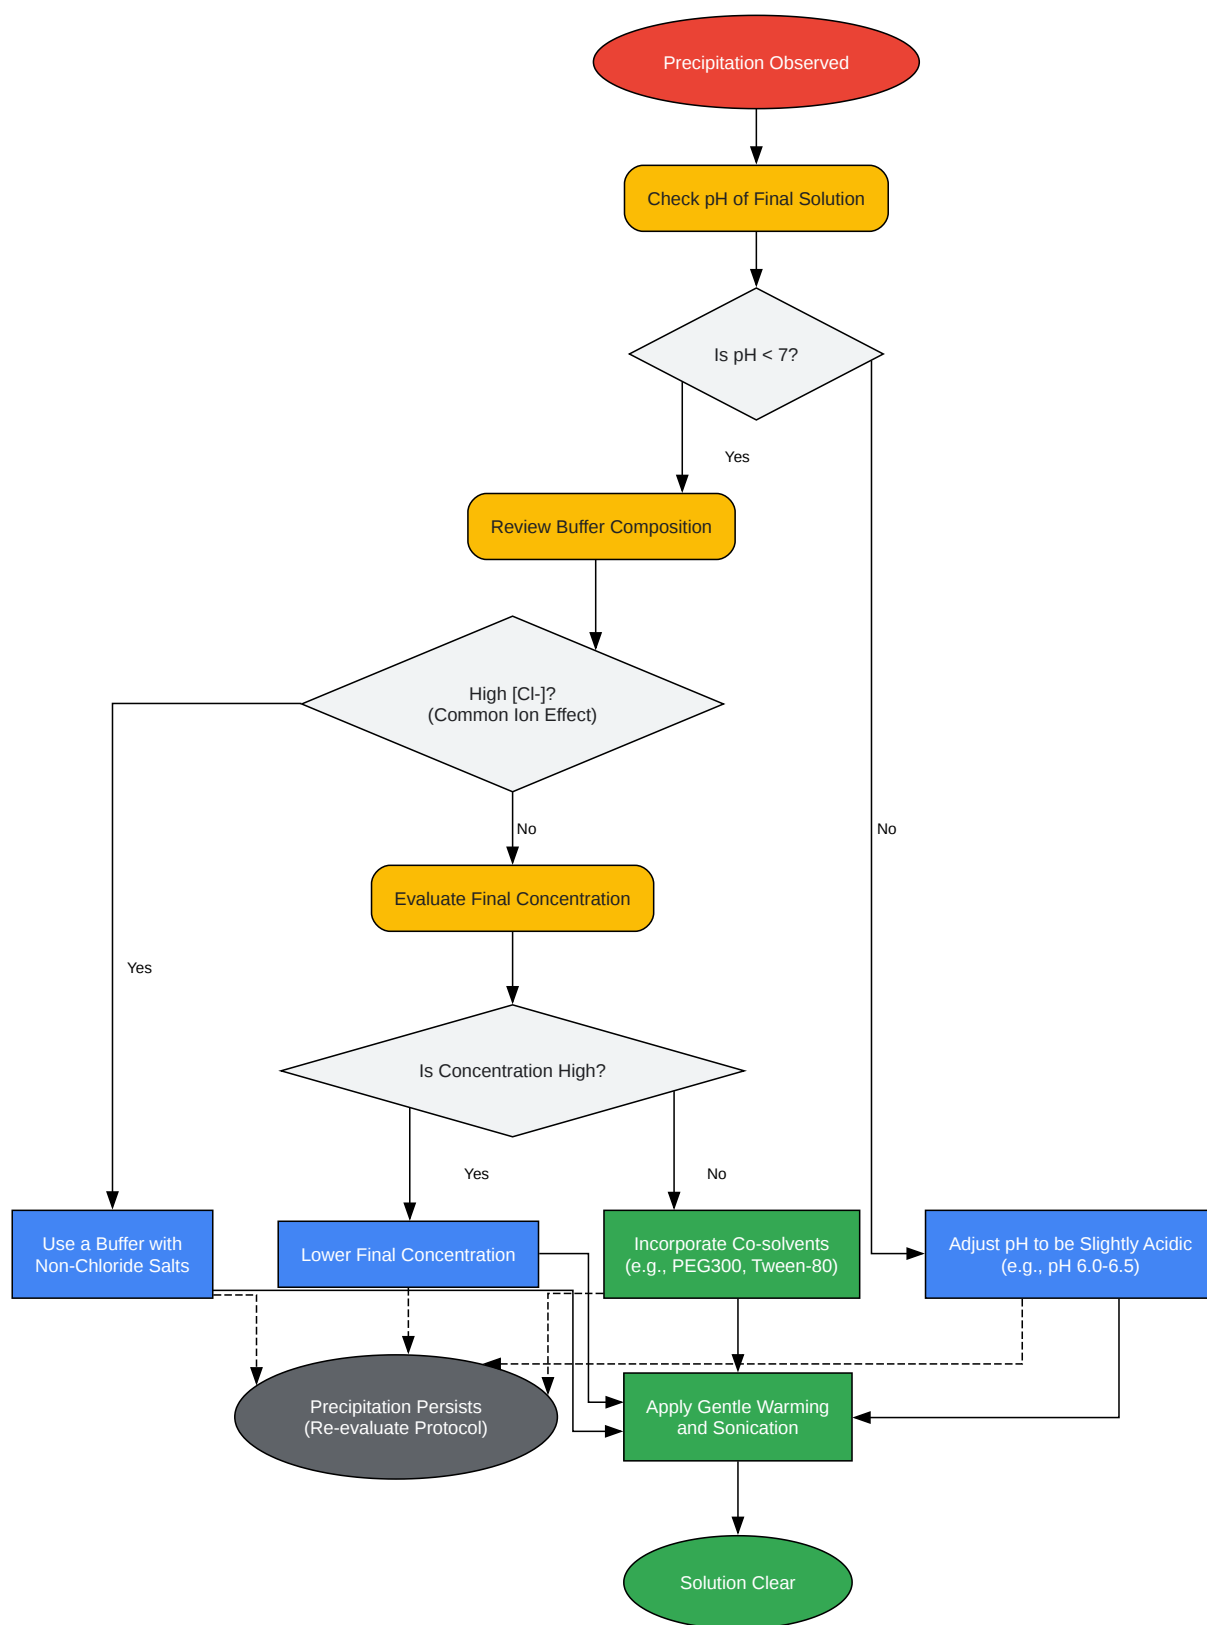 Precipitation Observed
Check pH of Final Solution
Is pH < 7?
Yes
Review Buffer Composition
High [Cl-]?
(Common Ion Effect)
No
No
Evaluate Final Concentration
Yes
Is Concentration High?
Yes
No
Use a Buffer with
Non-Chloride Salts
Lower Final Concentration
Incorporate Co-solvents
(e.g., PEG300, Tween-80)
Adjust pH to be Slightly Acidic
(e.g., pH 6.0-6.5)
Precipitation Persists
(Re-evaluate Protocol)
Apply Gentle Warming
and Sonication
Solution Clear